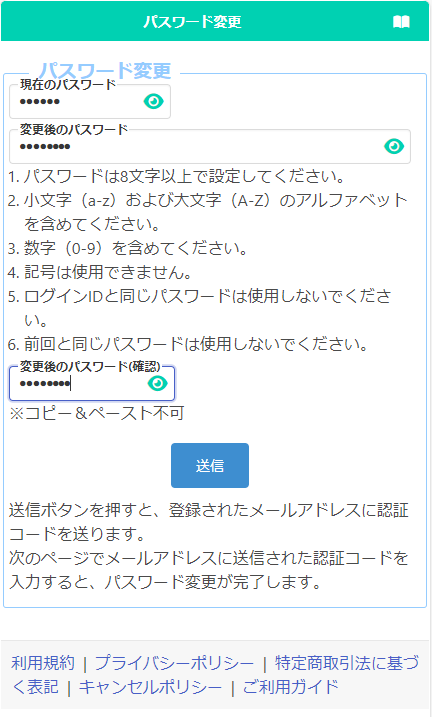 パスワード変更
パスワード変更
現在のパスワード
••••••
変更後のパスワード
••••••••
1. パスワードは8文字以上で設定してください。
2. 小文字（a-z）および大文字（A-Z）のアルファベット
を含めてください。
3. 数字（0-9）を含めてください。
4. 記号は使用できません。
5. ログインIDと同じパスワードは使用しないでくださ
い。
6. 前回と同じパスワードは使用しないでください。
変更後のパスワード(確認)
••••••••
※コピー＆ペースト不可
送信
送信ボタンを押すと、登録されたメールアドレスに認証
コードを送ります。
次のページでメールアドレスに送信された認証コードを
入力すると、パスワード変更が完了します。
利用規約 | プライバシーポリシー | 特定商取引法に基づ
く表記 | キャンセルポリシー | ご利用ガイド